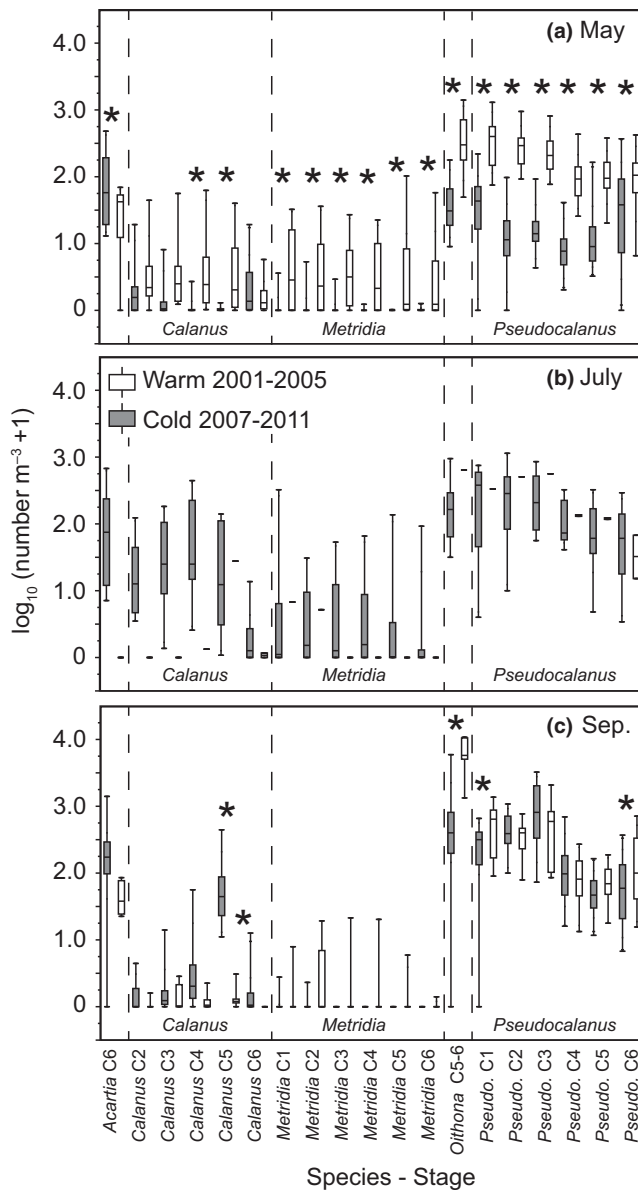 (a) May
4.0
3.0
2.0
1.0
0
* * * * * * * * * * * * * * * *
Calanus Metridia Pseudocalanus
(b) July
Warm 2001-2005
Cold 2007-2011
4.0
3.0
2.0
1.0
0
Calanus Metridia Pseudocalanus
log10 (number m−3 +1)
(c) Sep.
4.0
3.0
2.0
1.0
0
* * * * *
Calanus Metridia Pseudocalanus
Acartia C6
Calanus C2
Calanus C3
Calanus C4
Calanus C5
Calanus C6
Metridia C1
Metridia C2
Metridia C3
Metridia C4
Metridia C5
Metridia C6
Oithona C5-6
Pseudo. C1
Pseudo. C2
Pseudo. C3
Pseudo. C4
Pseudo. C5
Pseudo. C6
Species - Stage